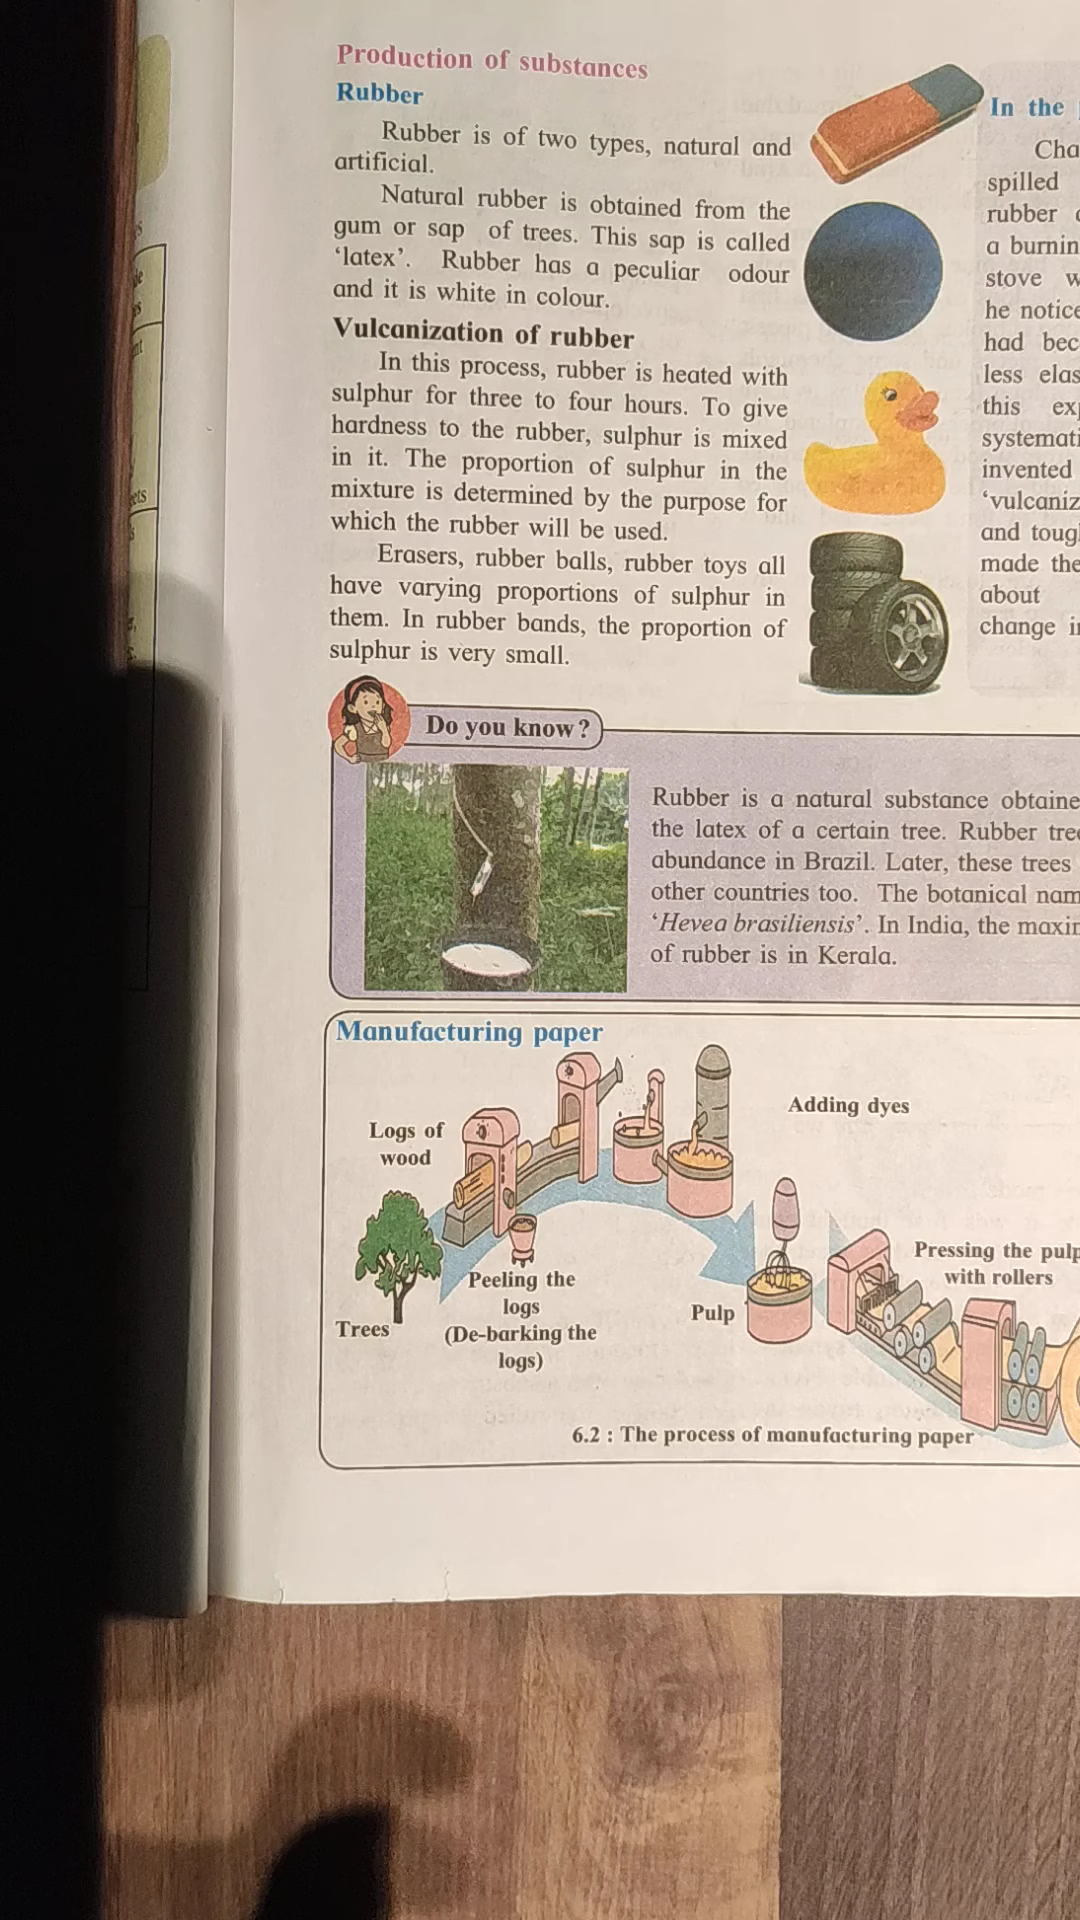 Production of substances
Rubber
Rubber is of two types, natural and
artificial.
Natural rubber is obtained from the
gum or sap of trees. This sap is called
‘latex’. Rubber has a peculiar odour
and it is white in colour.
Vulcanization of rubber
In this process, rubber is heated with
sulphur for three to four hours. To give
hardness to the rubber, sulphur is mixed
in it. The proportion of sulphur in the
mixture is determined by the purpose for
which the rubber will be used.
Erasers, rubber balls, rubber toys all
have varying proportions of sulphur in
them. In rubber bands, the proportion of
sulphur is very small.
In the
spilled
rubber
a
stove
he
had
less
this
invented
and
made the
about
change
Do you know?
Rubber is a natural substance
the latex of a certain tree. Rubber
abundance in Brazil. Later, these trees
other countries too. The botanical
‘Hevea brasiliensis’. In India, the
of rubber is in Kerala.
Manufacturing paper
Logs of
wood
Adding dyes
Trees
Peeling the
logs
(De-barking the
logs)
Pulp
Pressing the pulp
with rollers
6.2 : The process of manufacturing paper